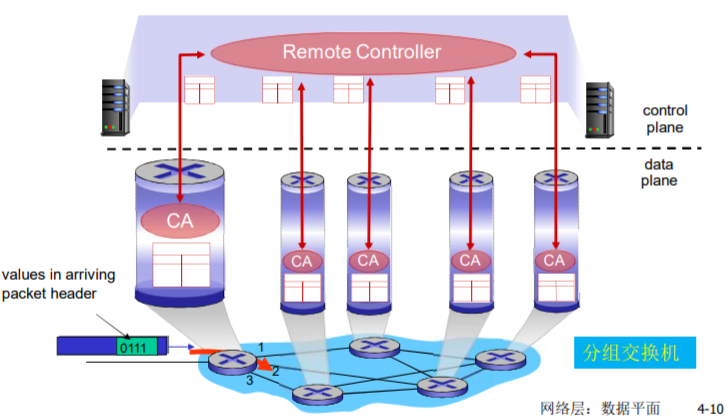 Remote Controller
control
plane
data
plane
CA
CA
CA
CA
CA
values in arriving
packet header
0111
1
2
3
分组交换机
网络层：数据平面 4-10